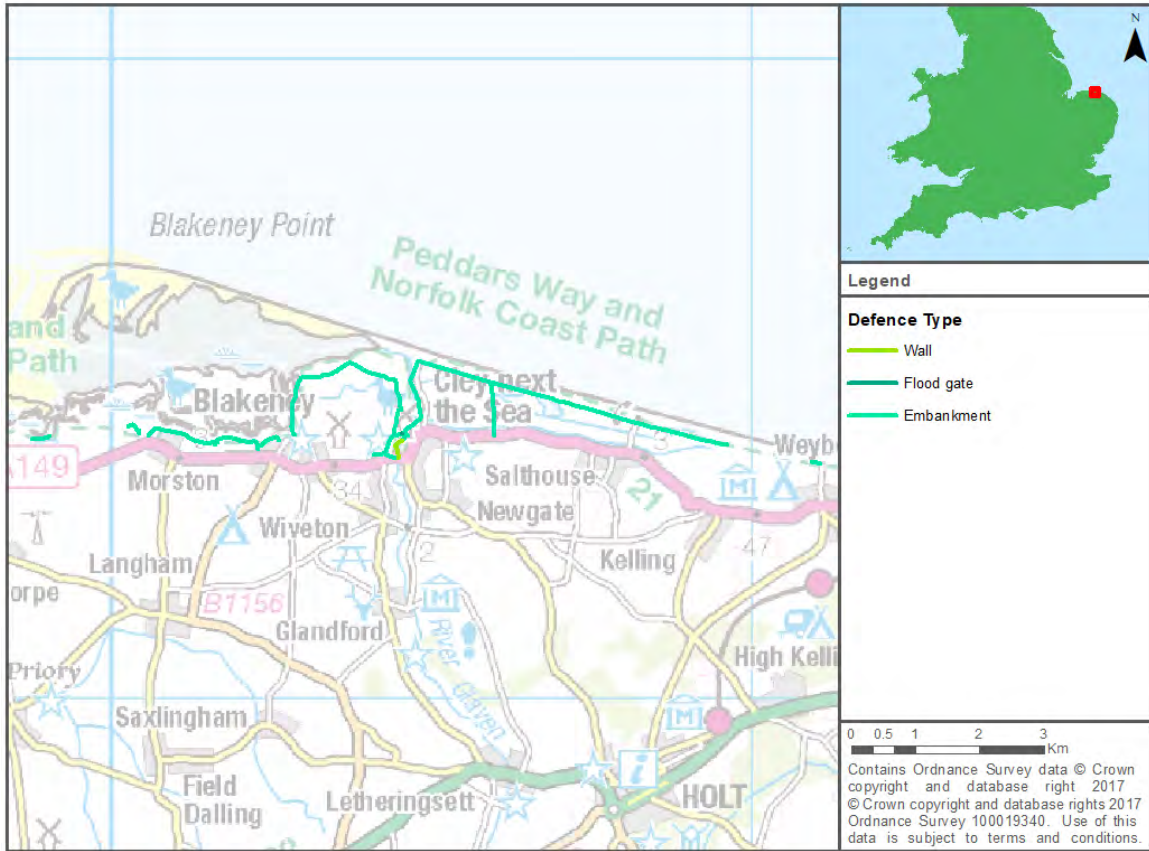 Blakeney Point
Peddars Way and
Norfolk Coast Path
and
Path
Blakeney
Cley next
the Sea
A149
Morston
3
3
Weybo
Salthouse
34
Newgate
21
Wiveton
Kelling
47
2
Langham
orpe
B1156
Glandford
River
Glaven
High Kelli
Priory
Saxlingham
Field
Dalling
Letheringsett
i
HOLT
N
Legend
Defence Type
Wall
Flood gate
Embankment
0 0.5 1 2 3
Km
Contains Ordnance Survey data © Crown
copyright and database right 2017
© Crown copyright and database rights 2017
Ordnance Survey 100019340. Use of this
data is subject to terms and conditions.